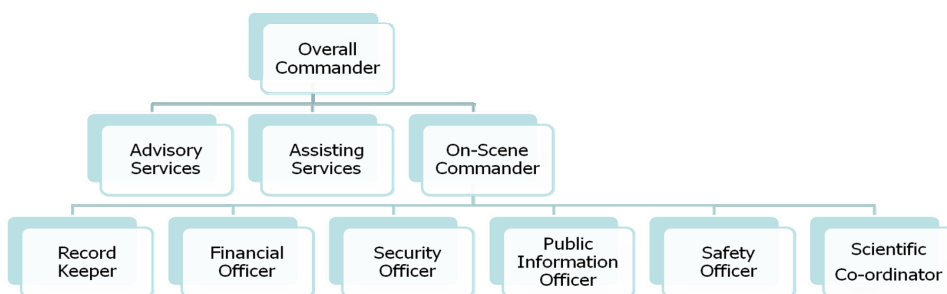 Overall
Commander
Advisory
Services
Assisting
Services
On-Scene
Commander
Record
Keeper
Financial
Officer
Security
Officer
Public
Information
Officer
Safety
Officer
Scientific
Co-ordinator